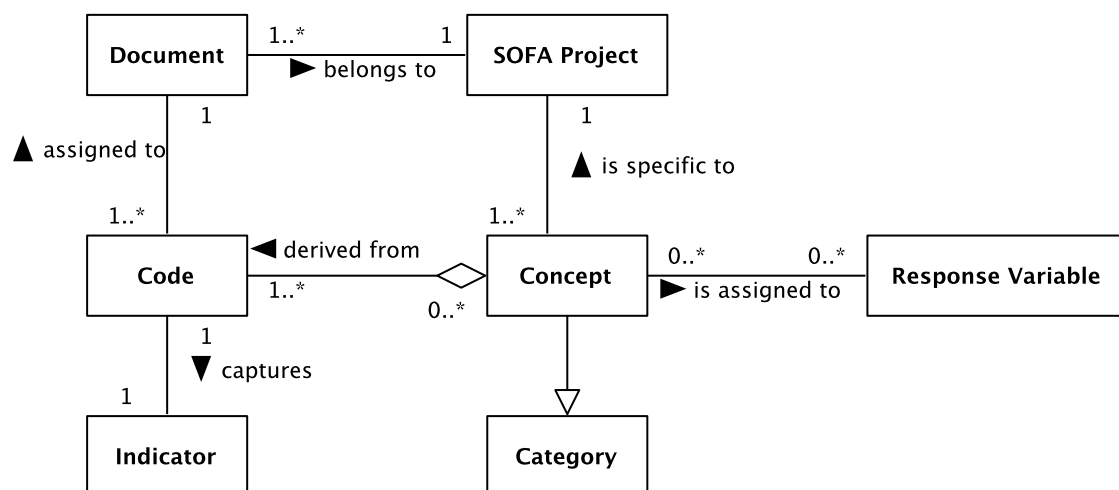 Document
1..*
1
belongs to
SOFA Project
1
1
assigned to
is specific to
1..*
1..*
Code
derived from
1..*
0..*
Concept
0..*
0..*
is assigned to
Response Variable
1
captures
1
Indicator
Category